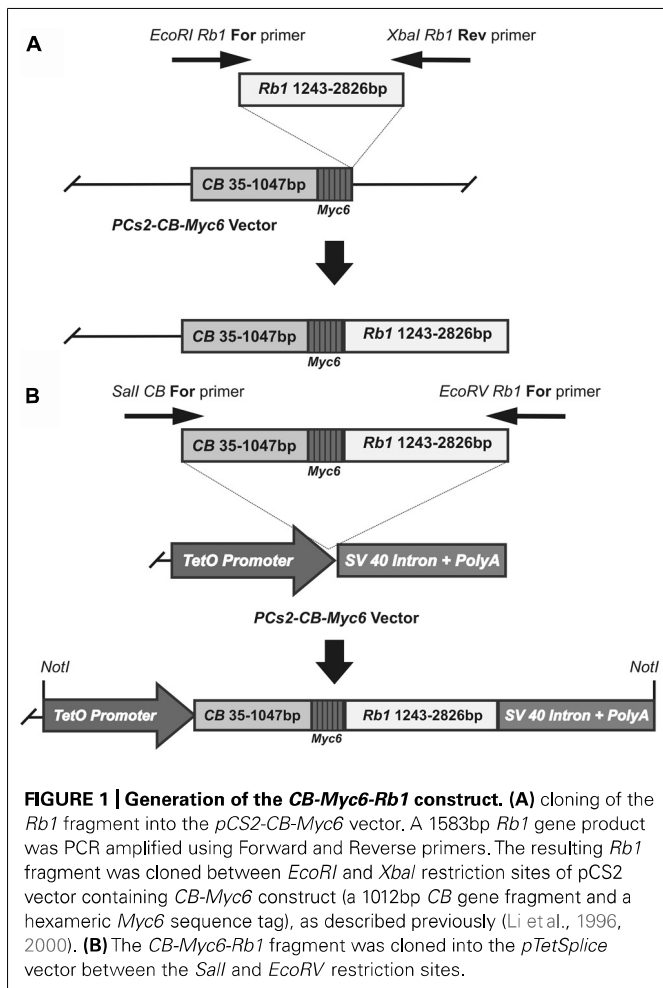 A
EcoRI Rb1 For primer
XbaI Rb1 Rev primer
Rb1 1243-2826bp
CB 35-1047bp
Myc6
PCs2-CB-Myc6 Vector
CB 35-1047bp
Rb1 1243-2826bp
Myc6
B
SalI CB For primer
EcoRV Rb1 For primer
CB 35-1047bp
Rb1 1243-2826bp
Myc6
TetO Promoter
SV 40 Intron + PolyA
PCs2-CB-Myc6 Vector
NotI
NotI
TetO Promoter
CB 35-1047bp
Rb1 1243-2826bp
SV 40 Intron + PolyA
Myc6
FIGURE 1 | Generation of the CB-Myc6-Rb1 construct. (A) cloning of the
Rb1 fragment into the pCS2-CB-Myc6 vector. A 1583bp Rb1 gene product
was PCR amplified using Forward and Reverse primers. The resulting Rb1
fragment was cloned between EcoRI and XbaI restriction sites of pCS2
vector containing CB-Myc6 construct (a 1012bp CB gene fragment and a
hexameric Myc6 sequence tag), as described previously (Li et al., 1996,
2000). (B) The CB-Myc6-Rb1 fragment was cloned into the pTetSplice
vector between the SalI and EcoRV restriction sites.